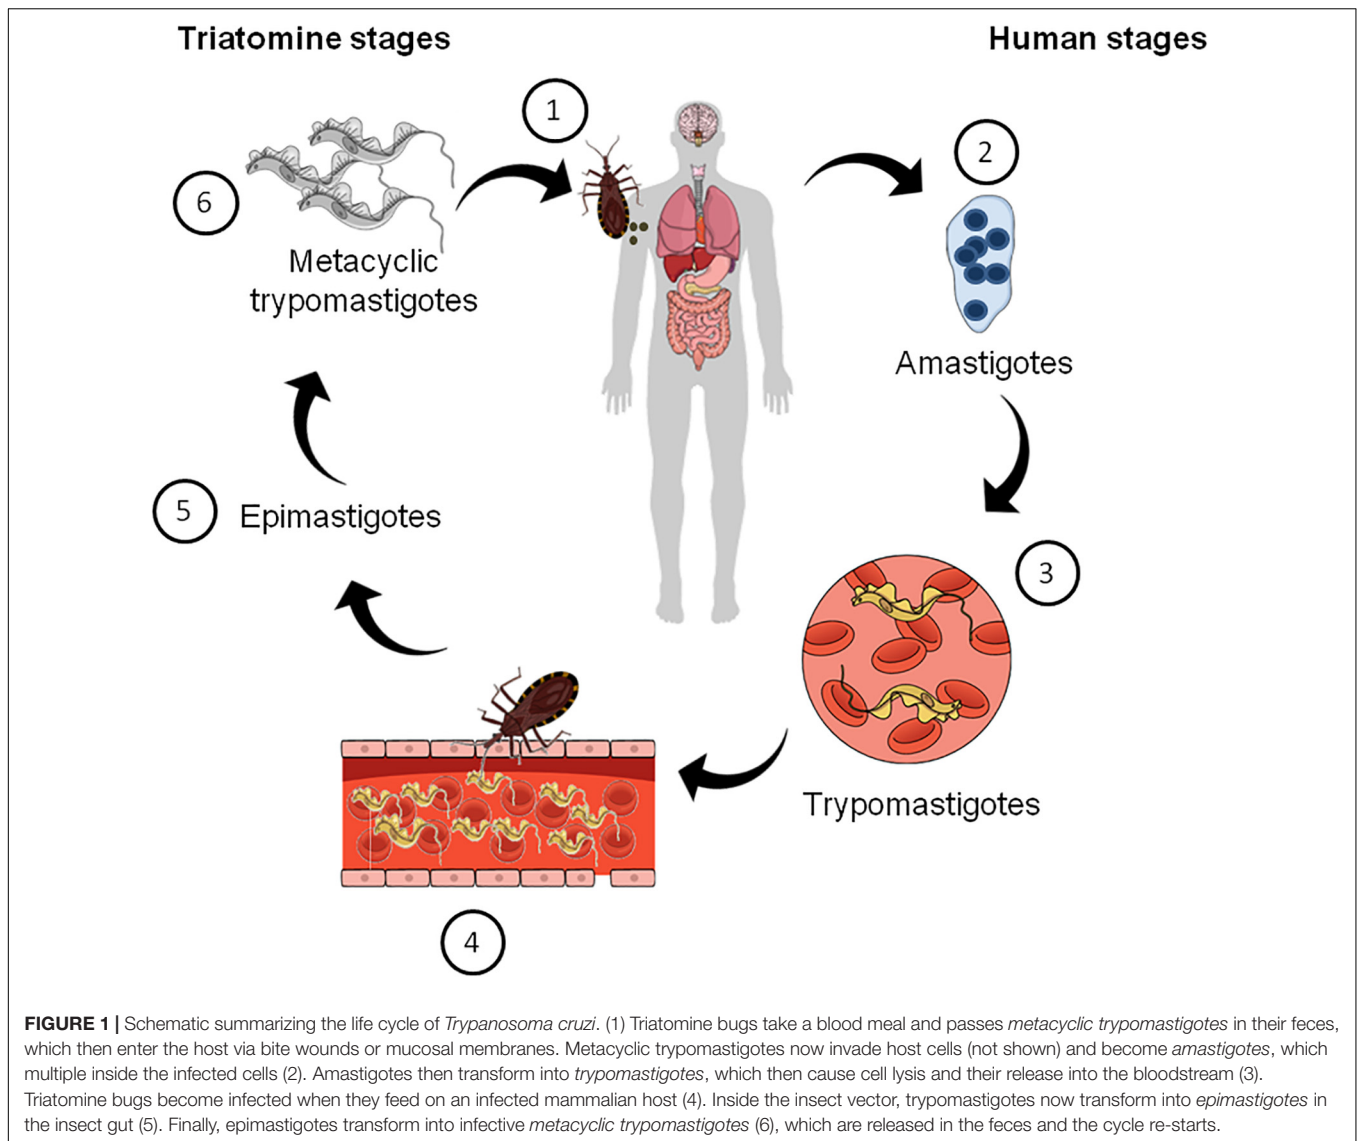 Triatomine stages
Human stages
1
2
6
Metacyclic
trypomastigotes
Amastigotes
5
Epimastigotes
3
Trypomastigotes
4
FIGURE 1 | Schematic summarizing the life cycle of Trypanosoma cruzi. (1) Triatomine bugs take a blood meal and passes metacyclic trypomastigotes in their feces,
which then enter the host via bite wounds or mucosal membranes. Metacyclic trypomastigotes now invade host cells (not shown) and become amastigotes, which
multiple inside the infected cells (2). Amastigotes then transform into trypomastigotes, which then cause cell lysis and their release into the bloodstream (3).
Triatomine bugs become infected when they feed on an infected mammalian host (4). Inside the insect vector, trypomastigotes now transform into epimastigotes in
the insect gut (5). Finally, epimastigotes transform into infective metacyclic trypomastigotes (6), which are released in the feces and the cycle re-starts.